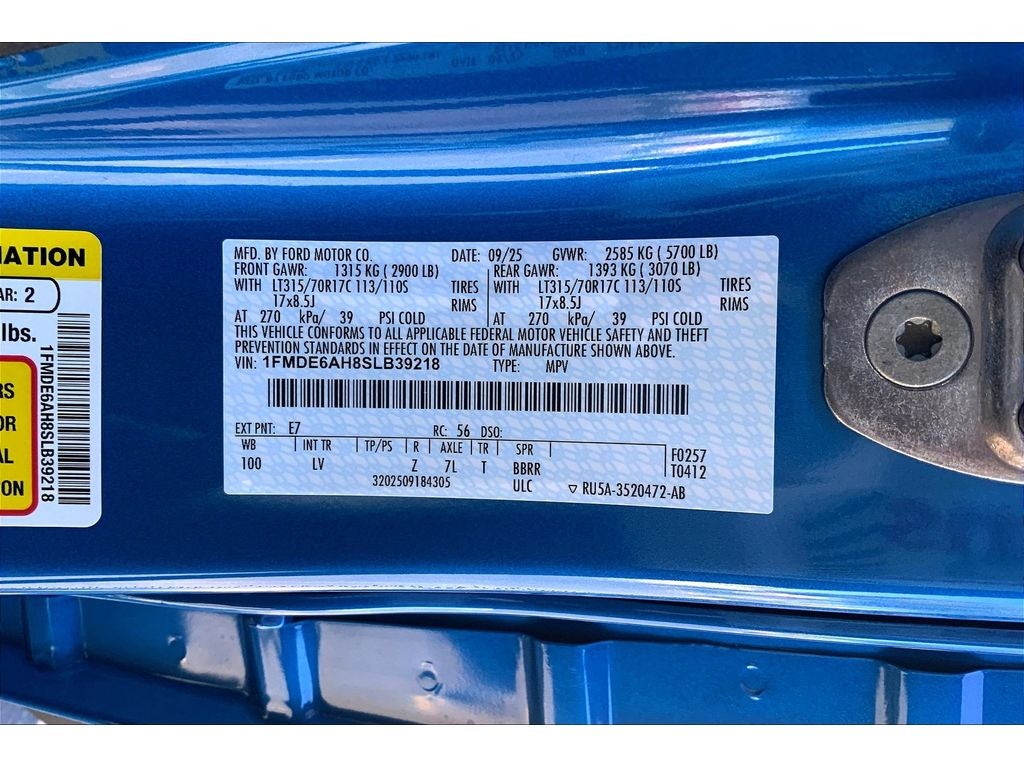 MATION
AR: 2
lbs.
RS
OR
AL
ION
1FMDE6AH8SLB39218
MFD. BY FORD MOTOR CO. DATE: 09/25 GVWR: 2585 KG ( 5700 LB)
FRONT GAWR: 1315 KG ( 2900 LB) REAR GAWR: 1393 KG ( 3070 LB)
WITH LT315/70R17C 113/110S TIRES WITH LT315/70R17C 113/110S TIRES
17x8.5J RIMS 17x8.5J RIMS
AT 270 kPa/ 39 PSI COLD AT 270 kPa/ 39 PSI COLD
THIS VEHICLE CONFORMS TO ALL APPLICABLE FEDERAL MOTOR VEHICLE SAFETY AND THEFT
PREVENTION STANDARDS IN EFFECT ON THE DATE OF MANUFACTURE SHOWN ABOVE.
VIN: 1FMDE6AH8SLB39218 TYPE: MPV
EXT PNT: E7 RC: 56 DSO:
WB INT TR TP/PS R AXLE TR SPR F0257
100 LV Z 7L T BBRR T0412
3202509184305 ULC RU5A-3520472-AB